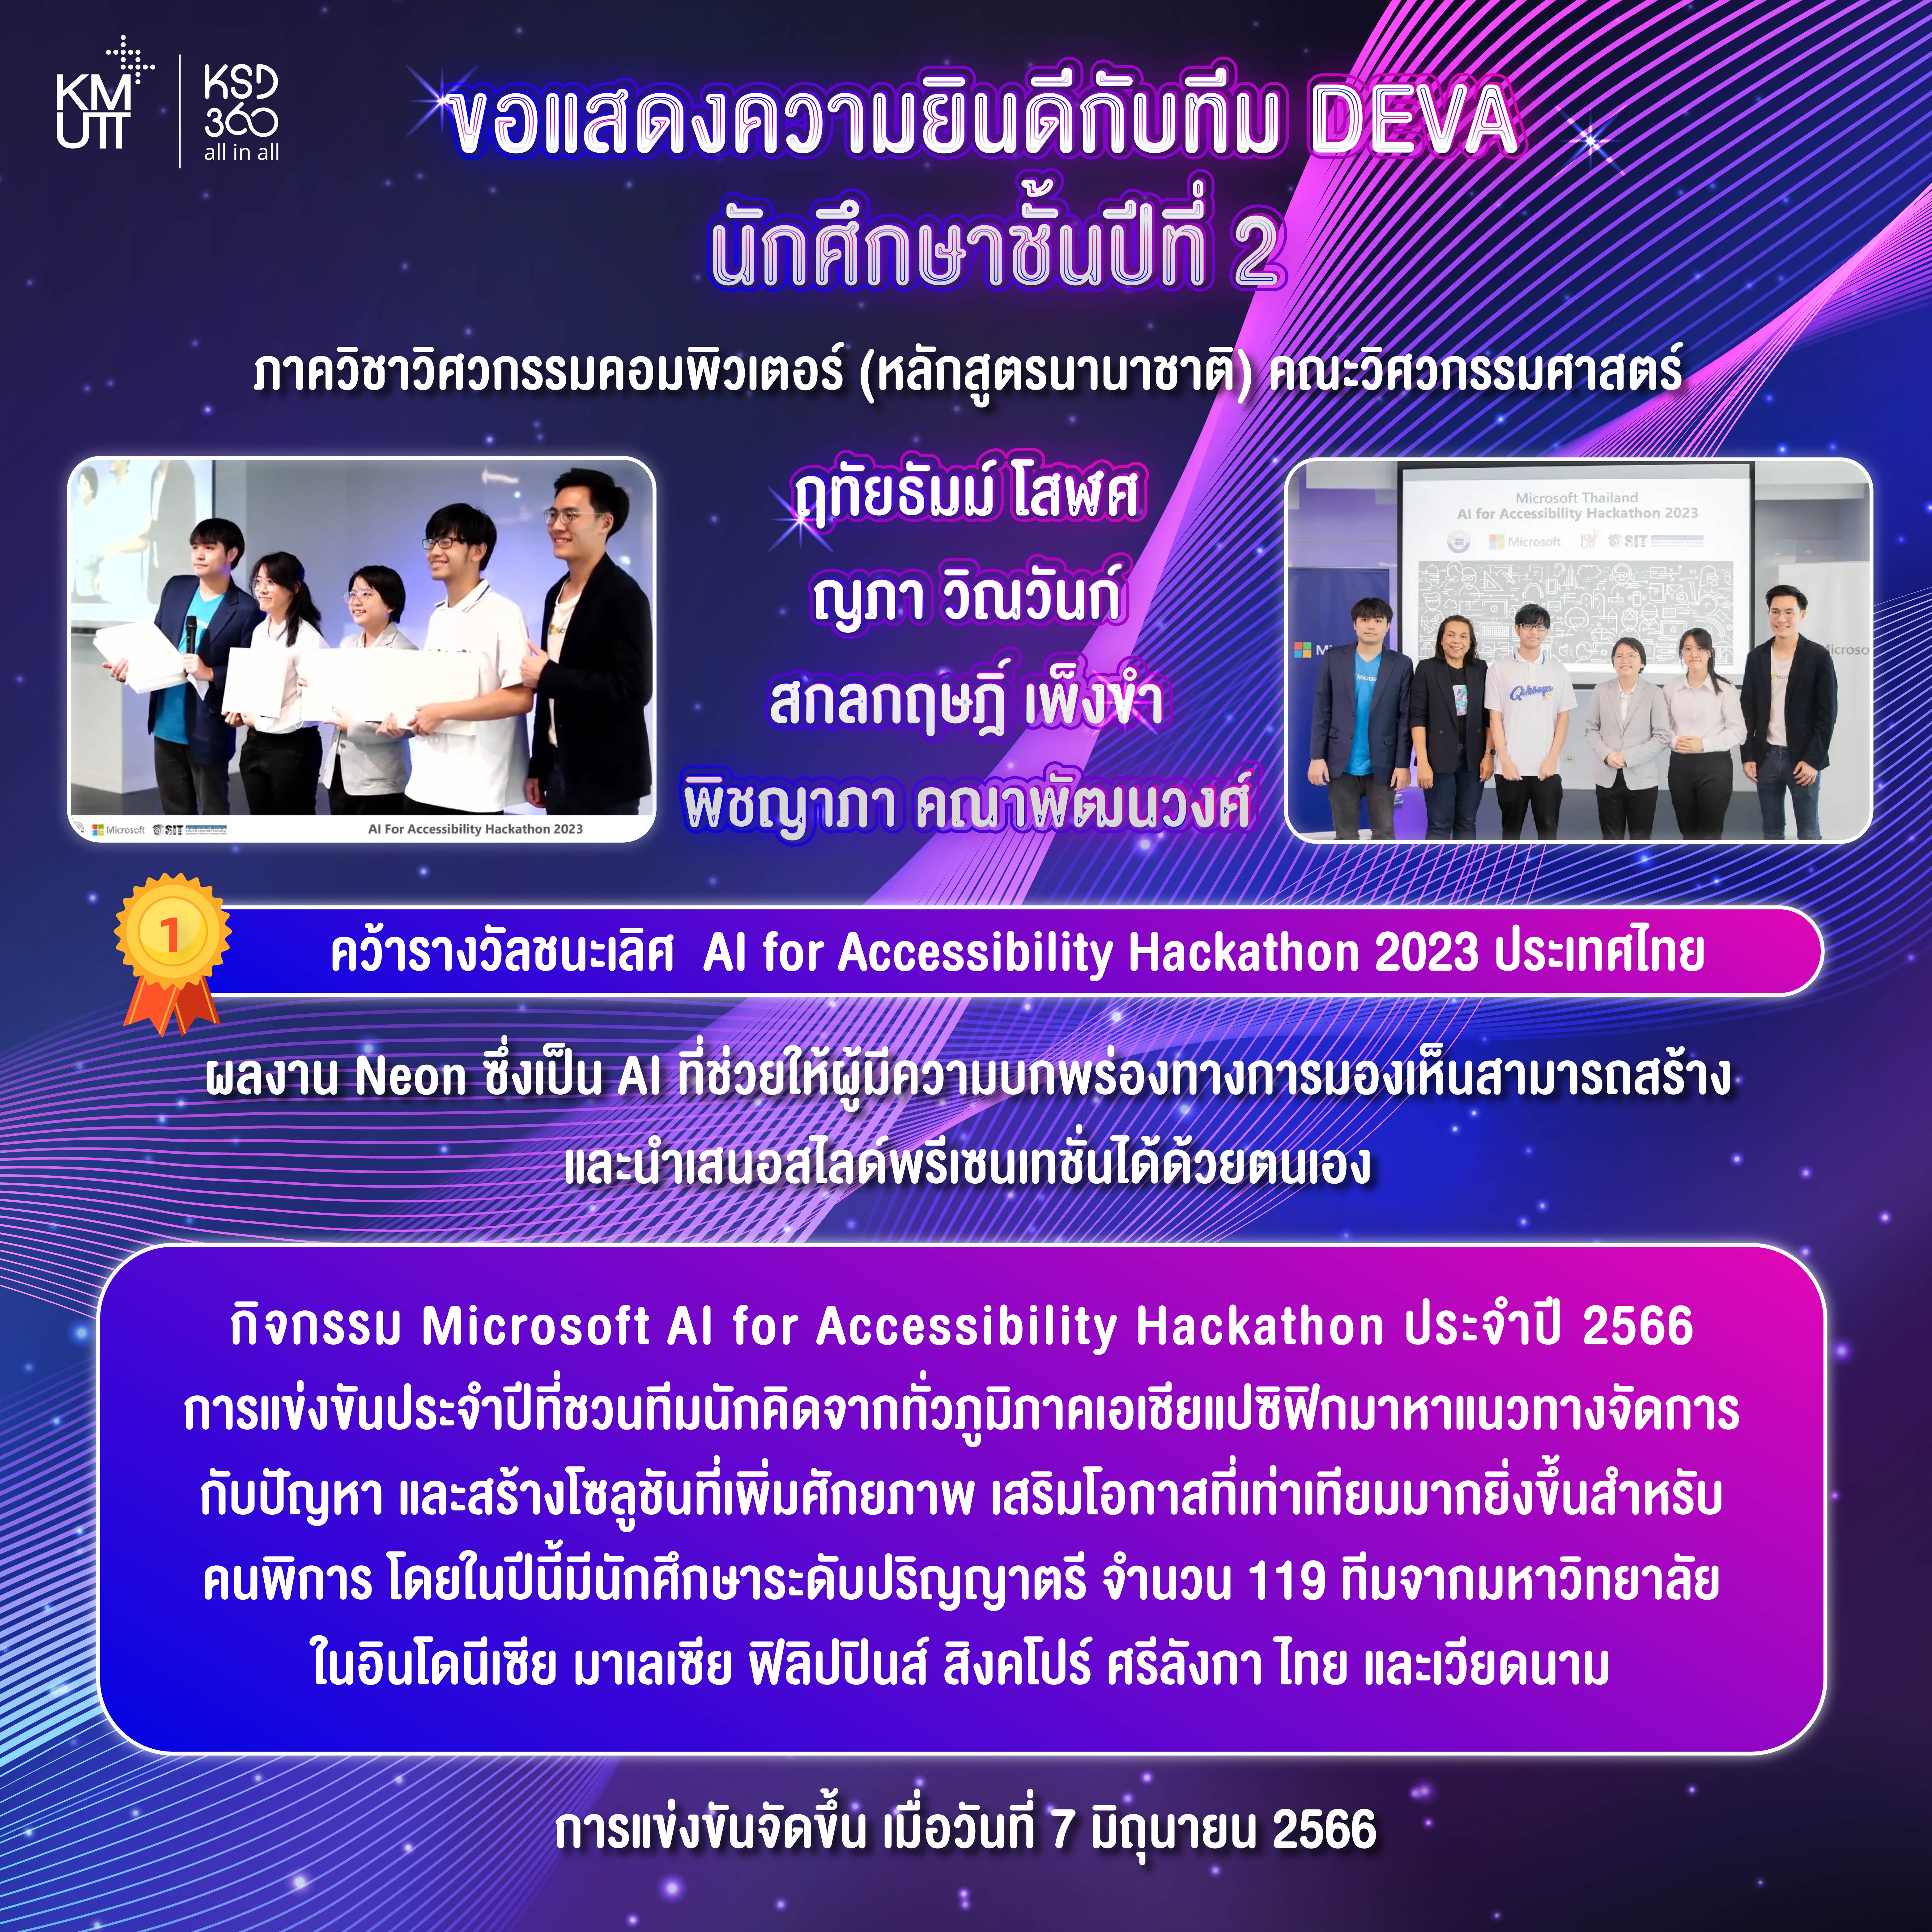 KM
UTT
KSD
360
all in all
ขอแสดงความยินดีกับทีม DEVA
นักศึกษาชั้นปีที่ 2
ภาควิชาวิศวกรรมคอมพิวเตอร์ (หลักสูตรนานาชาติ) คณะวิศวกรรมศาสตร์
ฤทัยธัมม์ โสฬศ
ญภา วิณวันก์
สกลกฤษฎิ์ เพ็งขำ
พิชญาภา คณาพัฒนวงศ์
Microsoft SIT
AI For Accessibility Hackathon 2023
Microsoft Thailand
AI for Accessibility Hackathon 2023
Microsoft KM UTT SIT
1
คว้ารางวัลชนะเลิศ AI for Accessibility Hackathon 2023 ประเทศไทย
ผลงาน Neon ซึ่งเป็น AI ที่ช่วยให้ผู้มีความบกพร่องทางการมองเห็นสามารถสร้าง
และนำเสนอสไลด์พรีเซนเทชั่นได้ด้วยตนเอง
กิจกรรม Microsoft AI for Accessibility Hackathon ประจำปี 2566
การแข่งขันประจำปีที่ชวนทีมนักคิดจากทั่วภูมิภาคเอเชียแปซิฟิกมาหาแนวทางจัดการ
กับปัญหา และสร้างโซลูชันที่เพิ่มศักยภาพ เสริมโอกาสที่เท่าเทียมมากยิ่งขึ้นสำหรับ
คนพิการ โดยในปีนี้มีนักศึกษาระดับปริญญาตรี จำนวน 119 ทีมจากมหาวิทยาลัย
ในอินโดนีเซีย มาเลเซีย ฟิลิปปินส์ สิงคโปร์ ศรีลังกา ไทย และเวียดนาม
การแข่งขันจัดขึ้น เมื่อวันที่ 7 มิถุนายน 2566